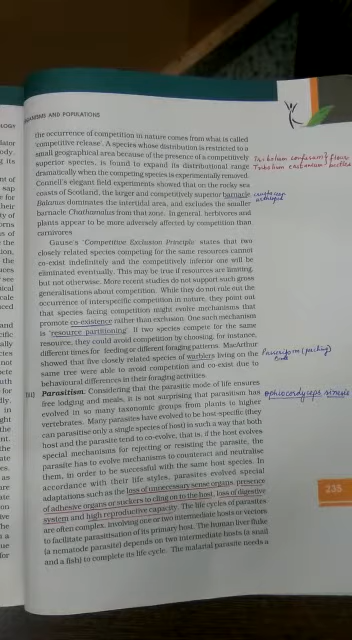 ORGANISMS AND POPULATIONS
the occurrence of competition in nature comes from what is called
'competitive release'. A species whose distribution is restricted to a
small geographical area because of the presence of a competitively
superior species, is found to expand its distributional range
dramatically when the competing species is experimentally removed.
Connell's elegant field experiments showed that on the rocky sea
coasts of Scotland, the larger and competitively superior barnacle
Balanus dominates the intertidal area, and excludes the smaller
barnacle Chathamalus from that zone. In general, herbivores and
plants appear to be more adversely affected by competition than
carnivores.
Gause's 'Competitive Exclusion Principle' states that two
closely related species competing for the same resources cannot
co-exist indefinitely and the competitively inferior one will be
eliminated eventually. This may be true if resources are limiting,
but not otherwise. More recent studies do not support such gross
generalisations about competition. While they do not rule out the
occurrence of interspecific competition in nature, they point out
that species facing competition might evolve mechanisms that
promote co-existence rather than exclusion. One such mechanism
is 'resource partitioning'. If two species compete for the same
resource, they could avoid competition by choosing, for instance,
different times for feeding or different foraging patterns. MacArthur
showed that five closely related species of warblers living on the
same tree were able to avoid competition and co-exist due to
behavioural differences in their foraging activities.
Parasitism: Considering that the parasitic mode of life ensures
free lodging and meals, it is not surprising that parasitism has
evolved in so many taxonomic groups from plants to higher
vertebrates. Many parasites have evolved to be host-specific (they
can parasitise only a single species of host) in such a way that both
host and the parasite tend to co-evolve; that is, if the host evolves
special mechanisms for rejecting or resisting the parasite, the
parasite has to evolve mechanisms to counteract and neutralise
them, in order to be successful with the same host species. In
accordance with their life styles, parasites evolved special
adaptations such as the loss of unnecessary sense organs, presence
of adhesive organs or suckers to cling on to the host, loss of digestive
system and high reproductive capacity. The life cycles of parasites
are often complex, involving one or two intermediate hosts or vectors
to facilitate parasitisation of its primary host. The human liver fluke
(a nematode parasite) depends on two intermediate hosts (a snail
and a fish) to complete its life cycle. The malarial parasite needs a
Tribolium confusum
Tribolium
flour
beetles
ophiocordyceps sinensis
235